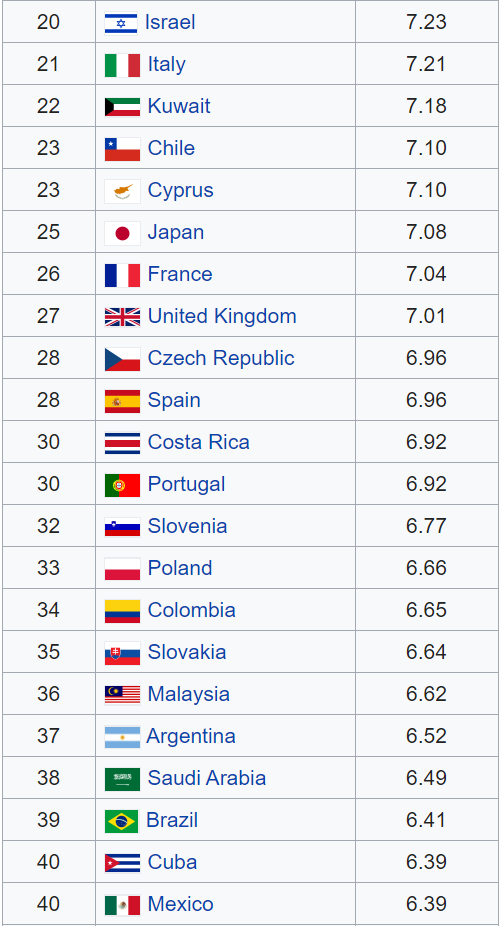 20 Israel 7.23
21 Italy 7.21
22 Kuwait 7.18
23 Chile 7.10
23 Cyprus 7.10
25 Japan 7.08
26 France 7.04
27 United Kingdom 7.01
28 Czech Republic 6.96
28 Spain 6.96
30 Costa Rica 6.92
30 Portugal 6.92
32 Slovenia 6.77
33 Poland 6.66
34 Colombia 6.65
35 Slovakia 6.64
36 Malaysia 6.62
37 Argentina 6.52
38 Saudi Arabia 6.49
39 Brazil 6.41
40 Cuba 6.39
40 Mexico 6.39